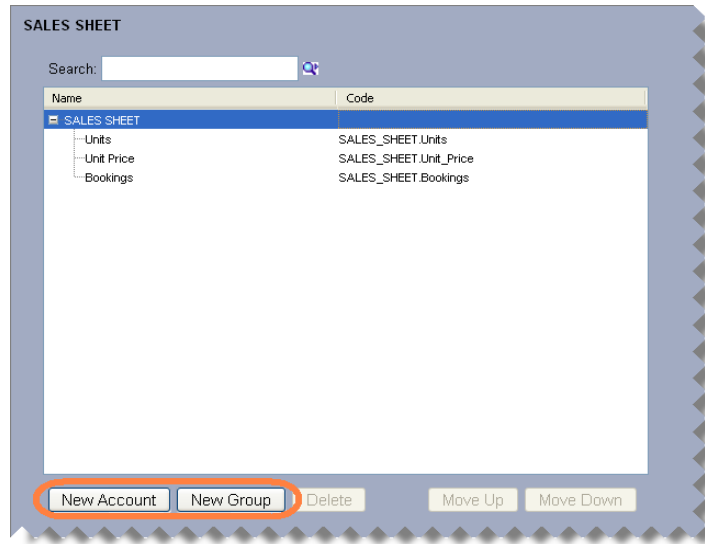 SALES SHEET
Search:
Name Code
SALES SHEET
Units SALES_SHEET.Units
Unit Price SALES_SHEET.Unit_Price
Bookings SALES_SHEET.Bookings
New Account New Group Delete Move Up Move Down